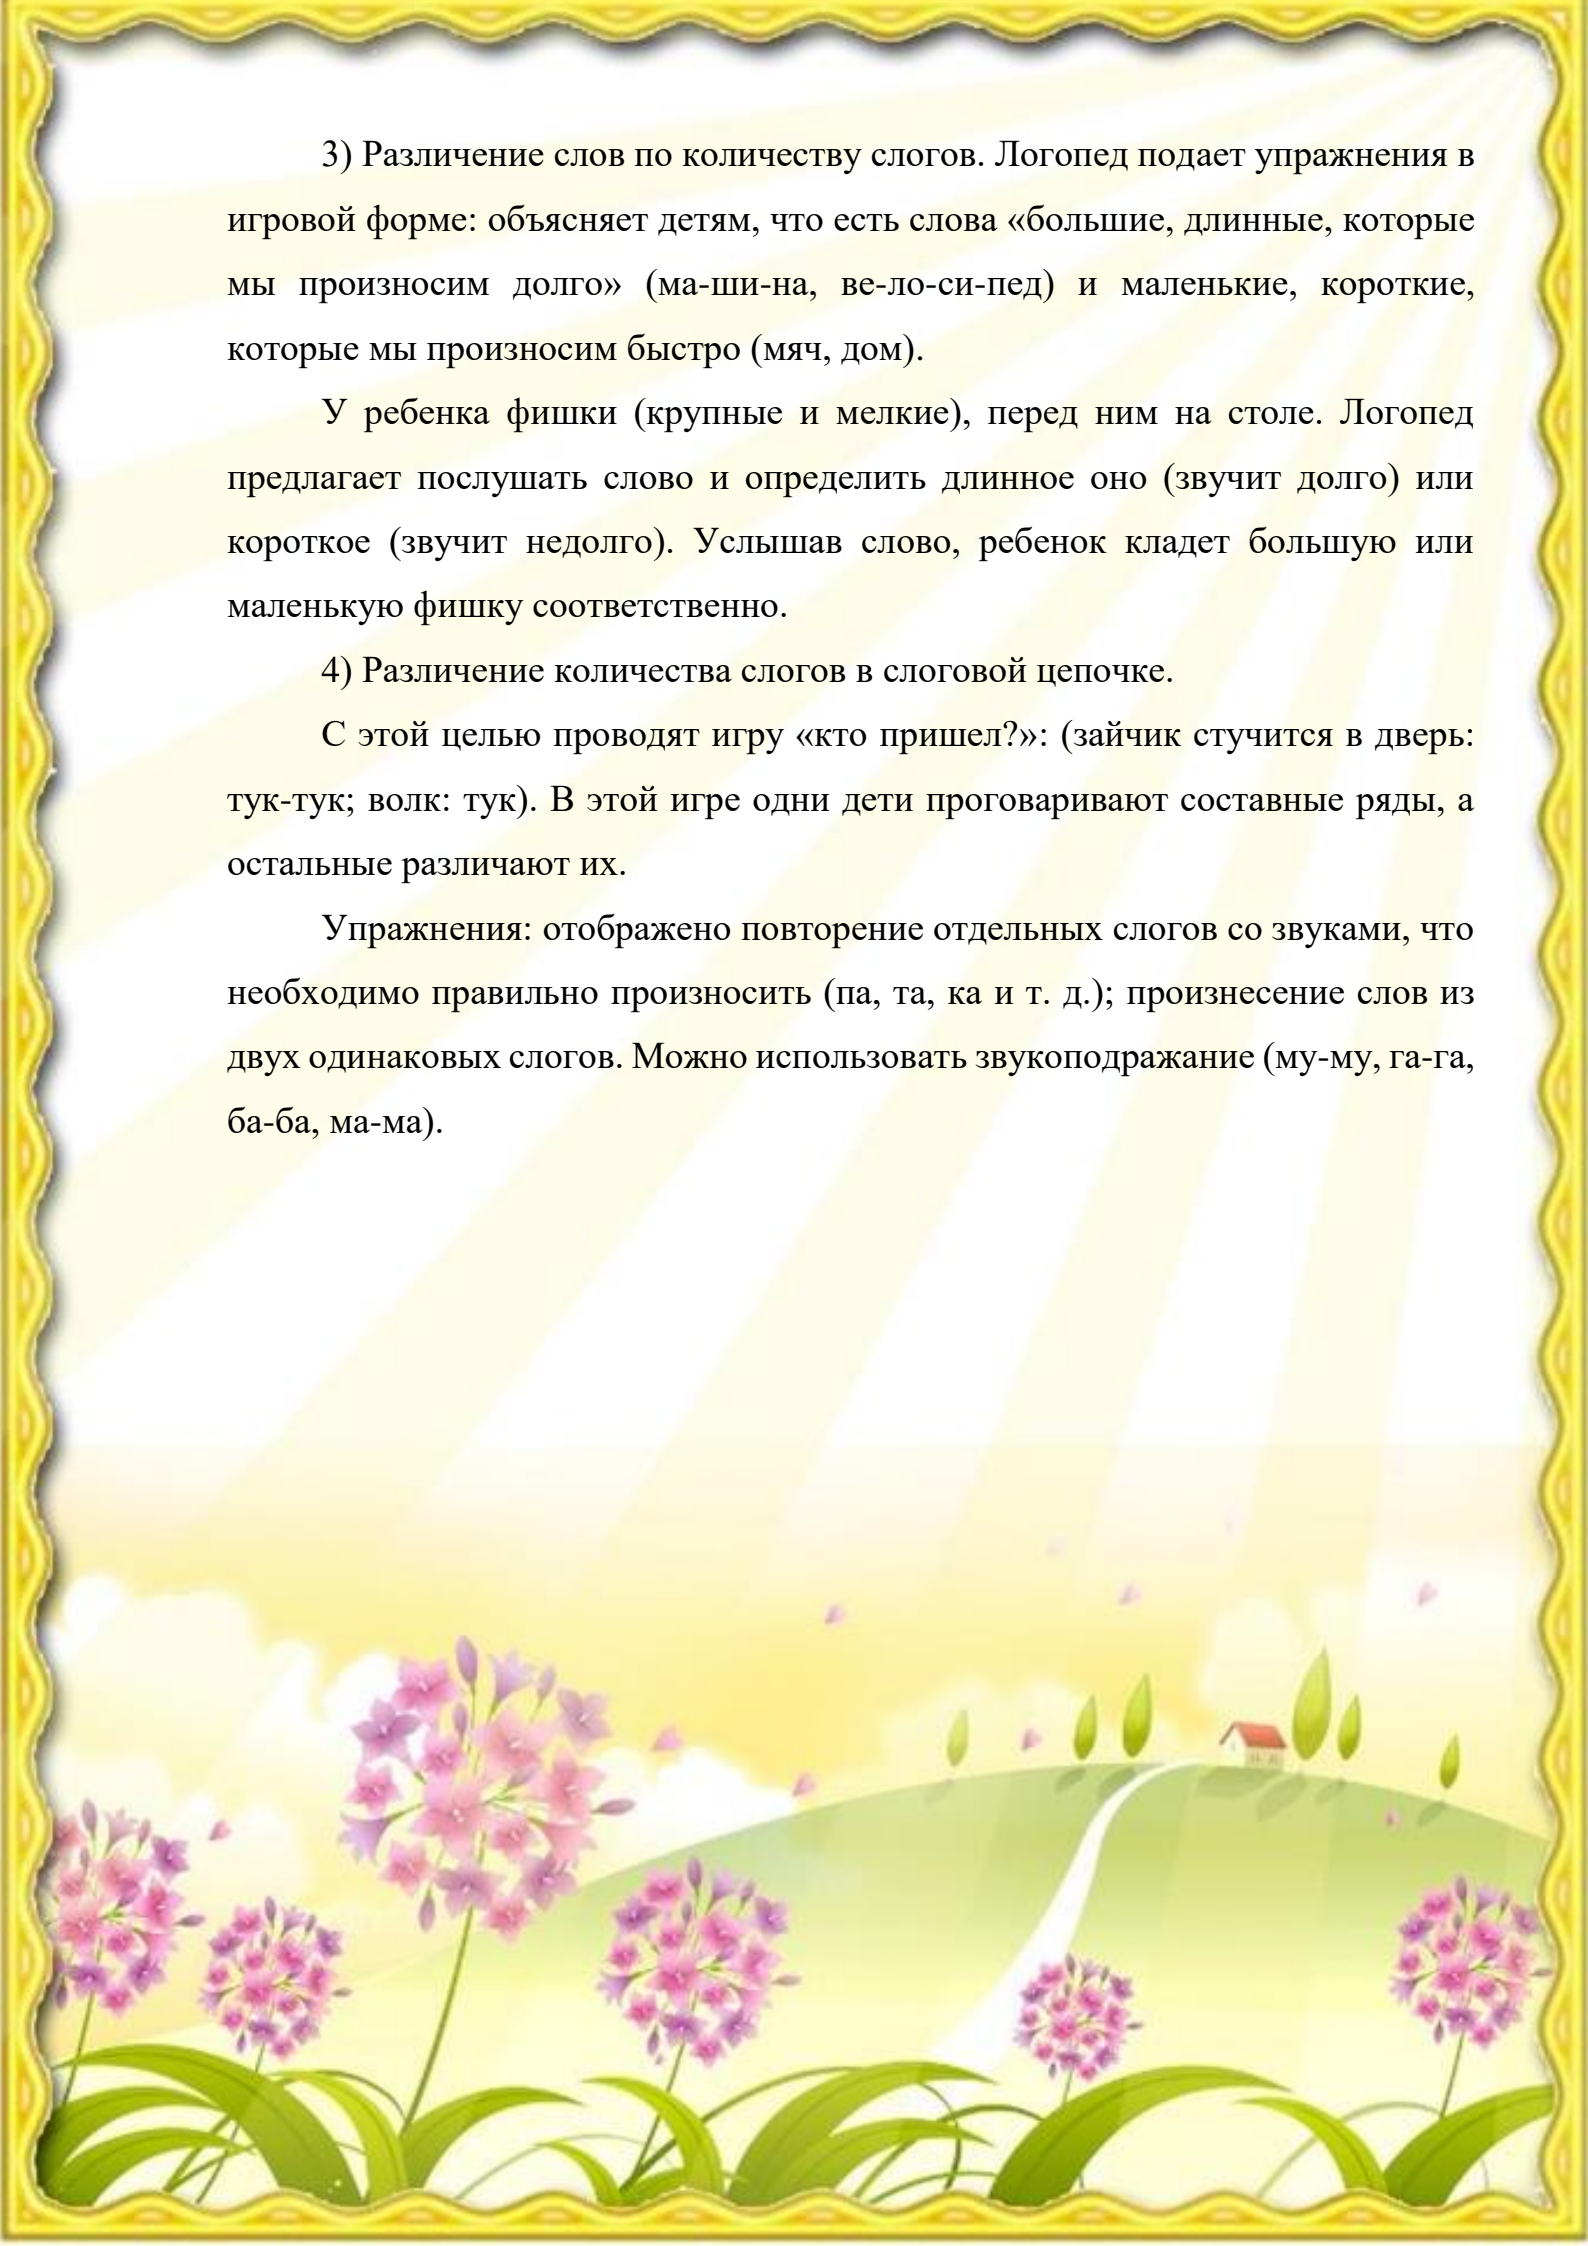 3) Различение слов по количеству слогов. Логопед подает упражнения в
игровой форме: объясняет детям, что есть слова «большие, длинные, которые
мы произносим долго» (ма-ши-на, ве-ло-си-пед) и маленькие, короткие,
которые мы произносим быстро (мяч, дом).
У ребенка фишки (крупные и мелкие), перед ним на столе. Логопед
предлагает послушать слово и определить длинное оно (звучит долго) или
короткое (звучит недолго). Услышав слово, ребенок кладет большую или
маленькую фишку соответственно.
4) Различение количества слогов в слоговой цепочке.
С этой целью проводят игру «кто пришел?»: (зайчик стучится в дверь:
тук-тук; волк: тук). В этой игре одни дети проговаривают составные ряды, а
остальные различают их.
Упражнения: отображено повторение отдельных слогов со звуками, что
необходимо правильно произносить (па, та, ка и т. д.); произнесение слов из
двух одинаковых слогов. Можно использовать звукоподражание (му-му, га-га,
ба-ба, ма-ма).